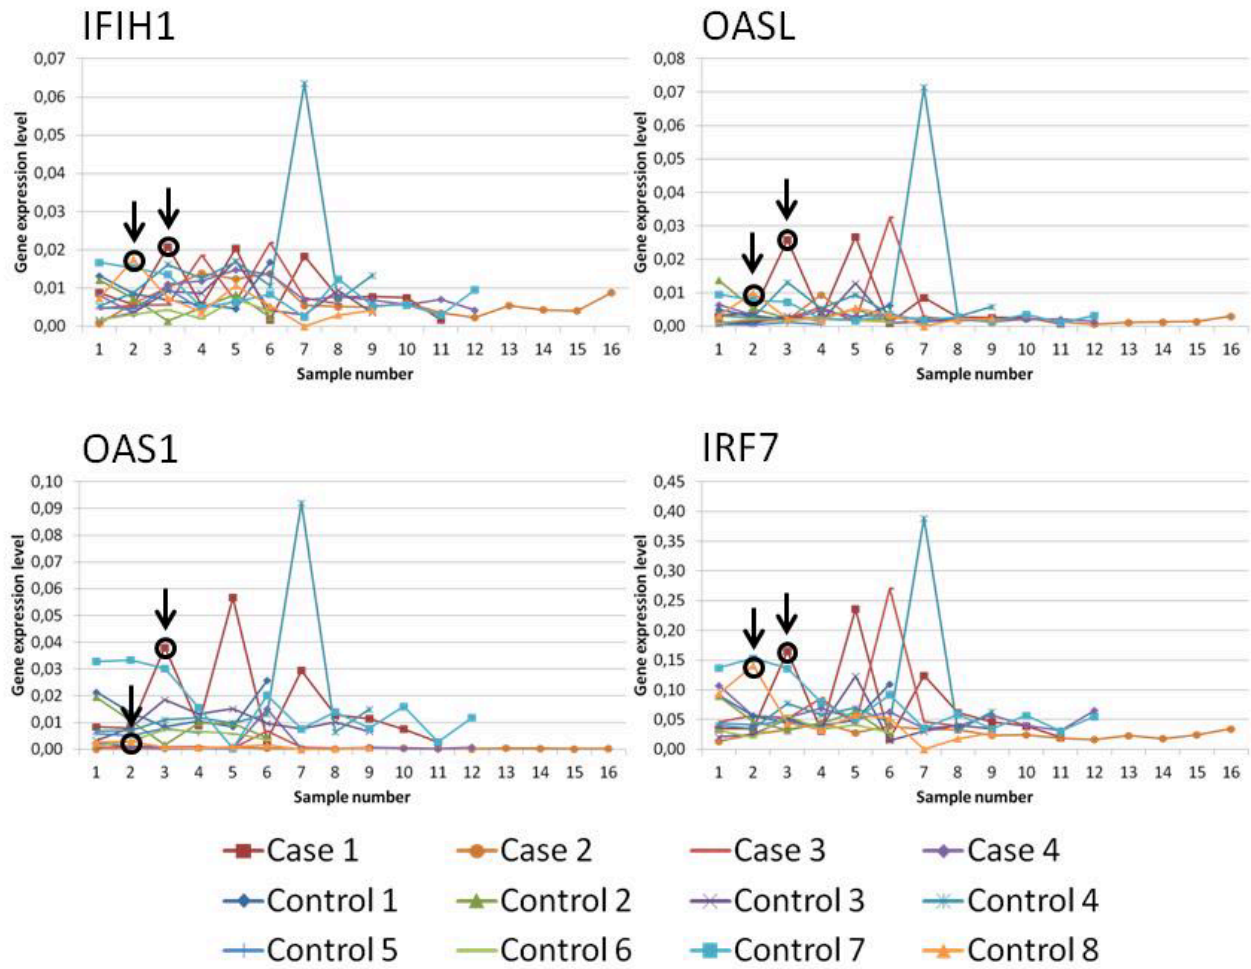 IFIH1
0,07
0,06
0,05
0,04
0,03
0,02
0,01
0,00
Gene expression level
1 2 3 4 5 6 7 8 9 10 11 12 13 14 15 16
Sample number
OASL
0,08
0,07
0,06
0,05
0,04
0,03
0,02
0,01
0,00
Gene expression level
1 2 3 4 5 6 7 8 9 10 11 12 13 14 15 16
Sample number
OAS1
0,10
0,09
0,08
0,07
0,06
0,05
0,04
0,03
0,02
0,01
0,00
Gene expression level
1 2 3 4 5 6 7 8 9 10 11 12 13 14 15 16
Sample number
IRF7
0,45
0,40
0,35
0,30
0,25
0,20
0,15
0,10
0,05
0,00
Gene expression level
1 2 3 4 5 6 7 8 9 10 11 12 13 14 15 16
Sample number
Case 1 Case 2 Case 3 Case 4
Control 1 Control 2 Control 3 Control 4
Control 5 Control 6 Control 7 Control 8